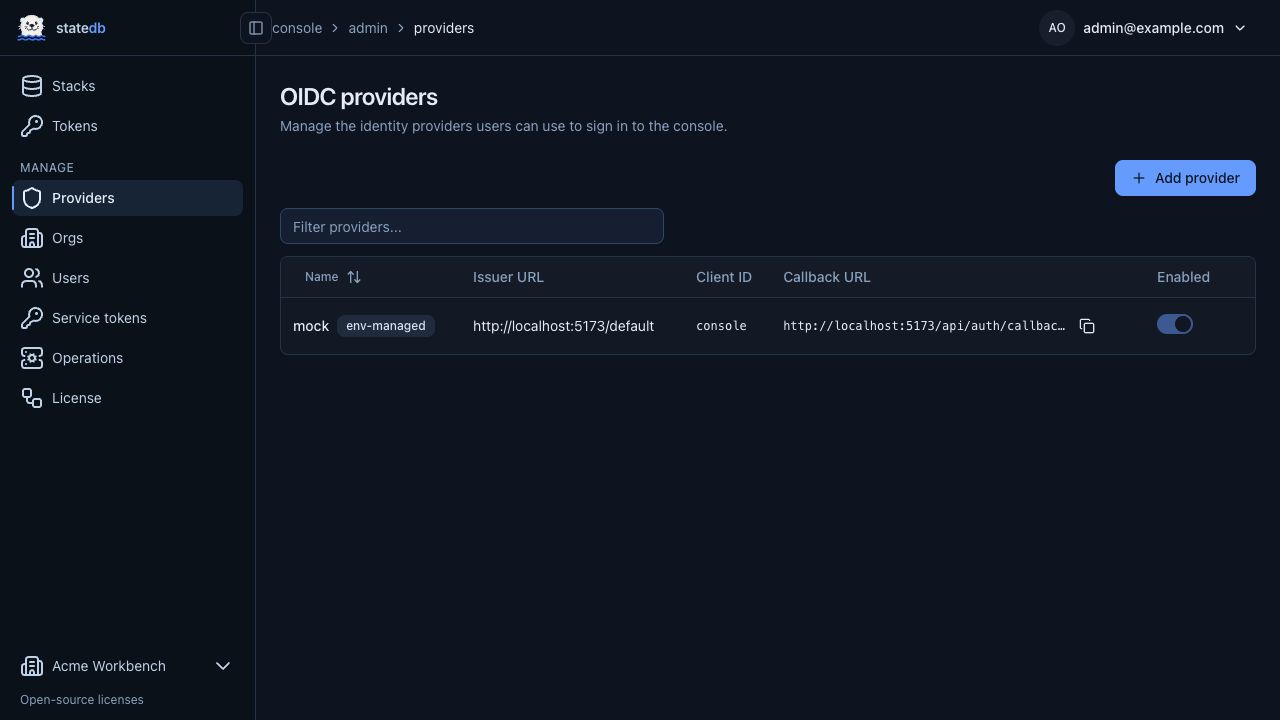 statedb
console > admin > providers
AO admin@example.com
Stacks
Tokens
MANAGE
Providers
Orgs
Users
Service tokens
Operations
License
Acme Workbench
Open-source licenses
OIDC providers
Manage the identity providers users can use to sign in to the console.
Add provider
Filter providers...
Name Issuer URL Client ID Callback URL Enabled
mock env-managed http://localhost:5173/default console http://localhost:5173/api/auth/callbac…